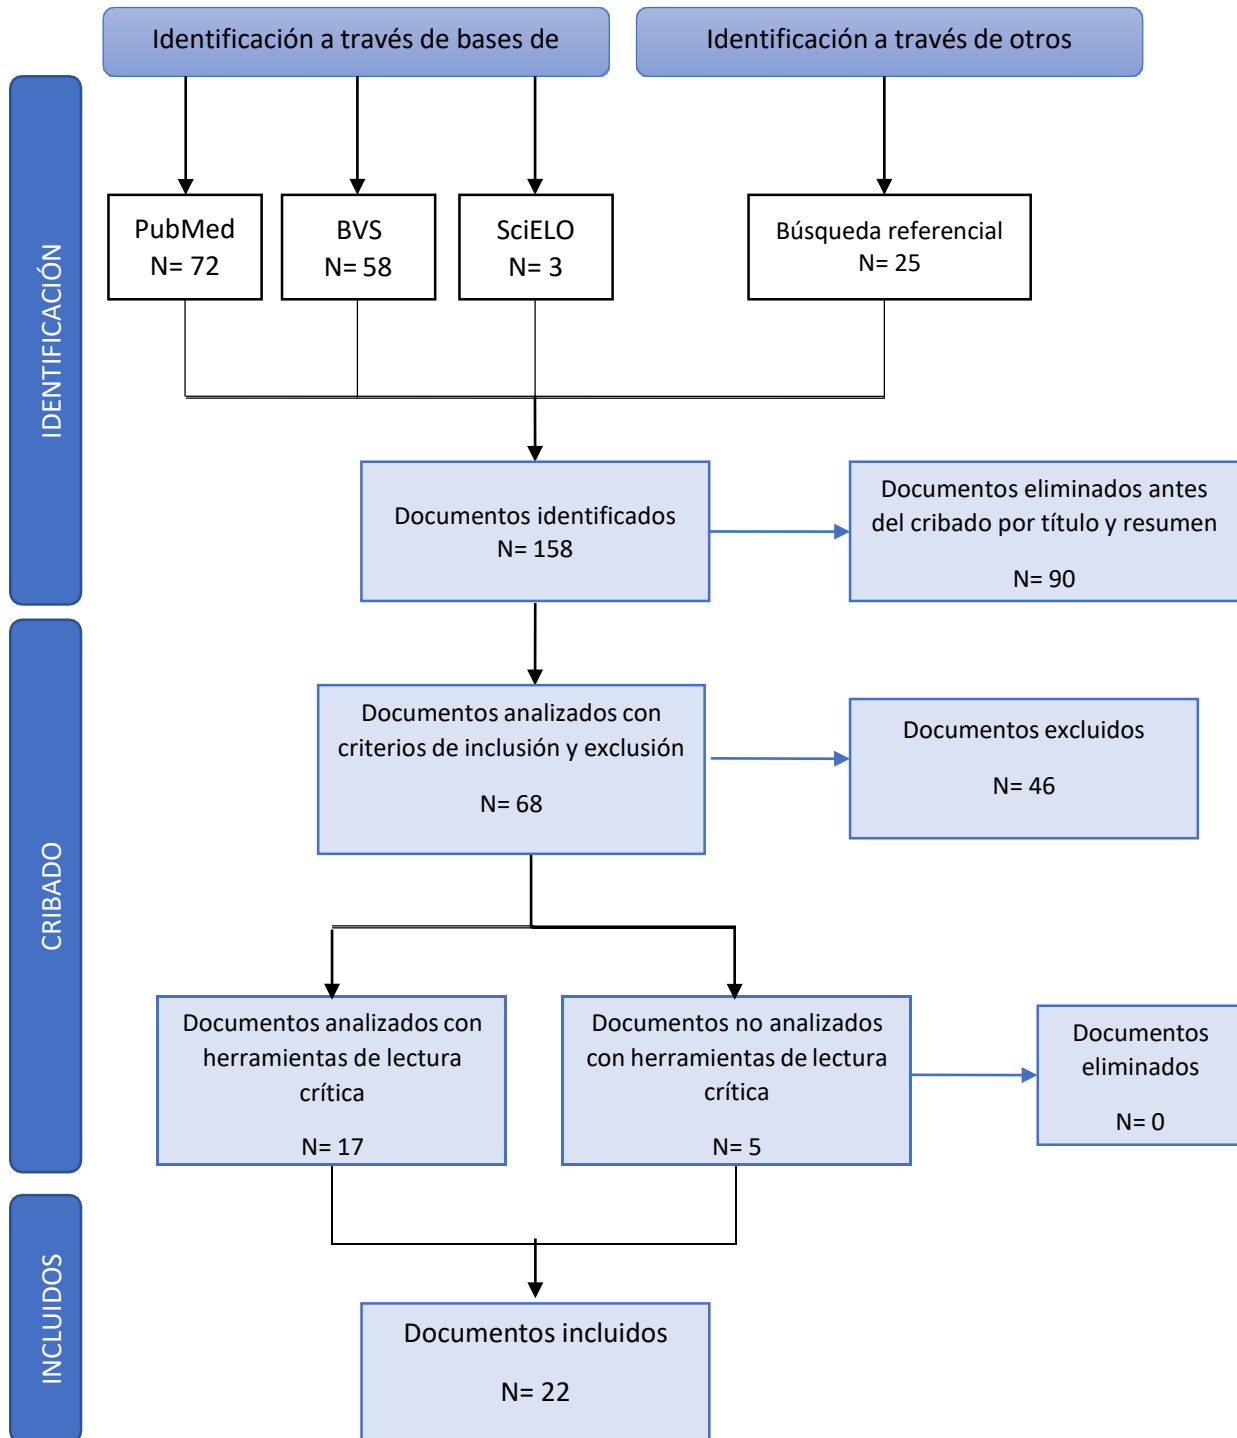 Identificación a través de bases de
Identificación a través de otros
IDENTIFICACIÓN
PubMed
N= 72
BVS
N= 58
SciELO
N= 3
Búsqueda referencial
N= 25
Documentos identificados
N= 158
Documentos eliminados antes
del cribado por título y resumen
N= 90
CRIBADO
Documentos analizados con
criterios de inclusión y exclusión
N= 68
Documentos excluidos
N= 46
Documentos analizados con
herramientas de lectura
crítica
N= 17
Documentos no analizados
con herramientas de lectura
crítica
N= 5
Documentos
eliminados
N= 0
INCLUIDOS
Documentos incluidos
N= 22